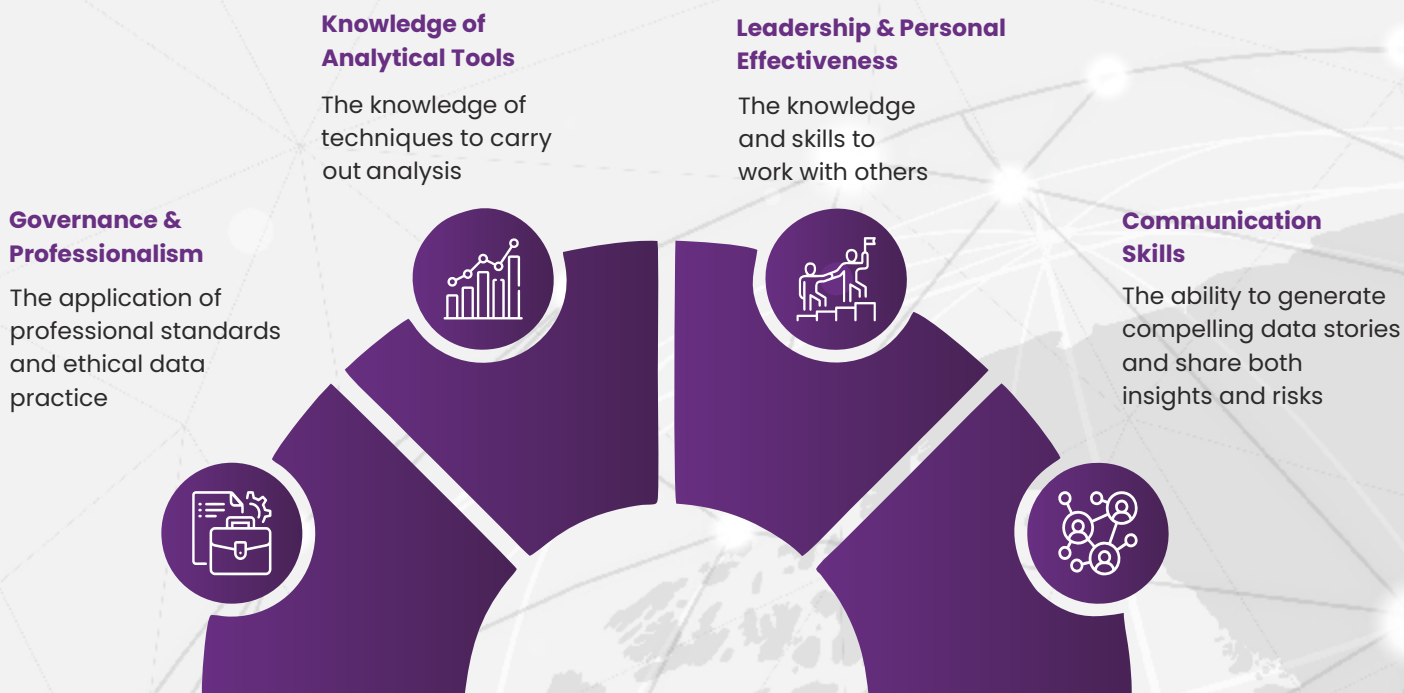 Knowledge of
Analytical Tools
The knowledge of
techniques to carry
out analysis
Leadership & Personal
Effectiveness
The knowledge
and skills to
work with others
Governance &
Professionalism
The application of
professional standards
and ethical data
practice
Communication
Skills
The ability to generate
compelling data stories
and share both
insights and risks